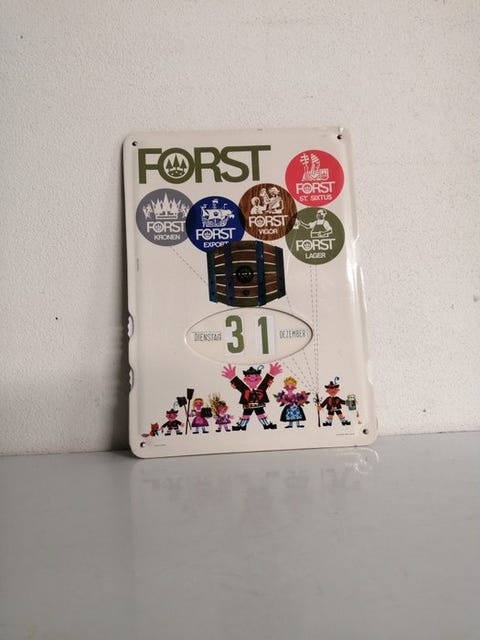 FORST
FORST
ST. SIXTUS
FORST
KRONEN
FORST
EXPORT
FORST
VIGOR
FORST
LAGER
DIENSTAG
31
DEZEMBER